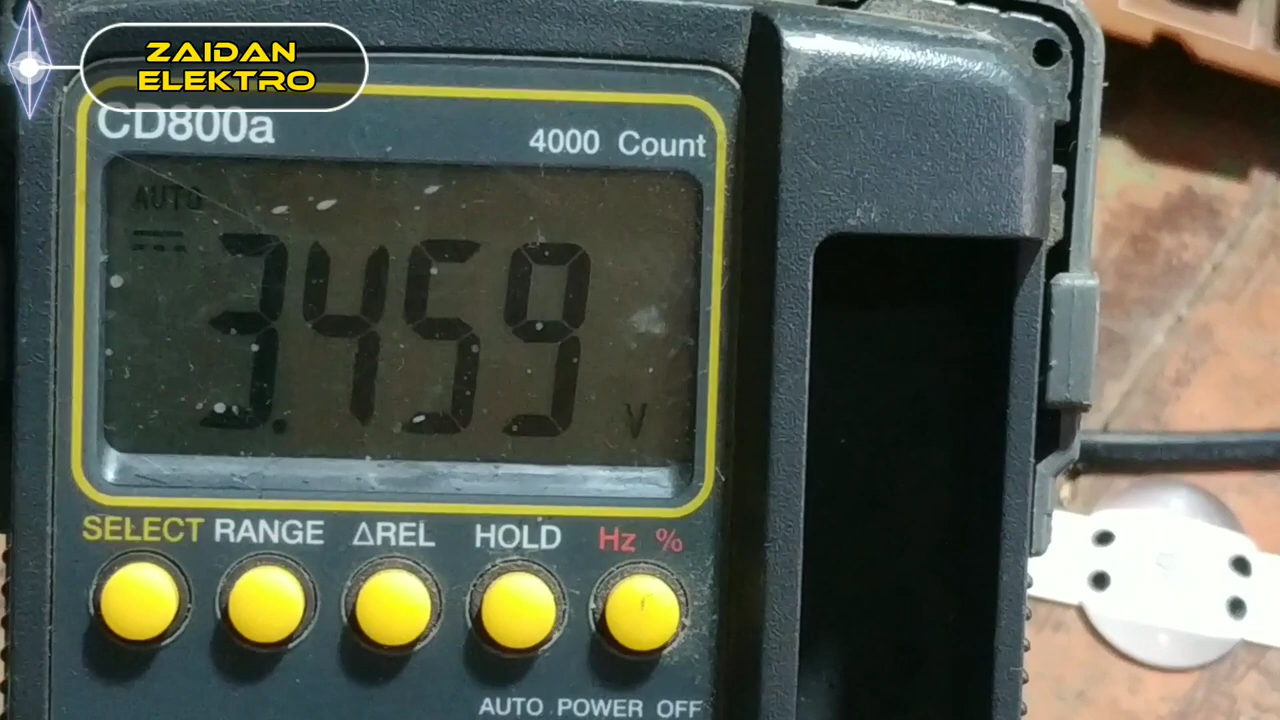 ZAIDAN
ELEKTRO
CD800a
4000 Count
AUTO
3.459
V
SELECT RANGE ΔREL HOLD Hz %
AUTO POWER OFF